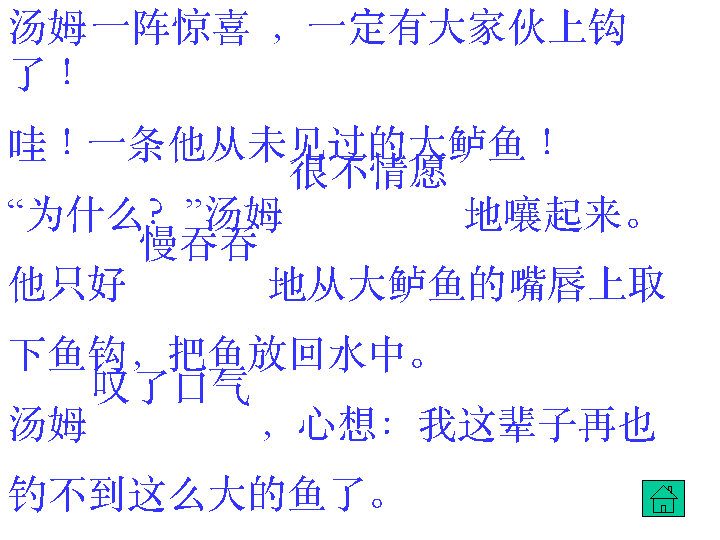 汤姆一阵惊喜 ，一定有大家伙上钩
了！
哇！一条他从未见过的大鲈鱼！
很不情愿
“为什么？”汤姆 地嚷起来。
慢吞吞
他只好 地从大鲈鱼的嘴唇上取
下鱼钩，把鱼放回水中。
叹了口气
汤姆 ，心想：我这辈子再也
钓不到这么大的鱼了。